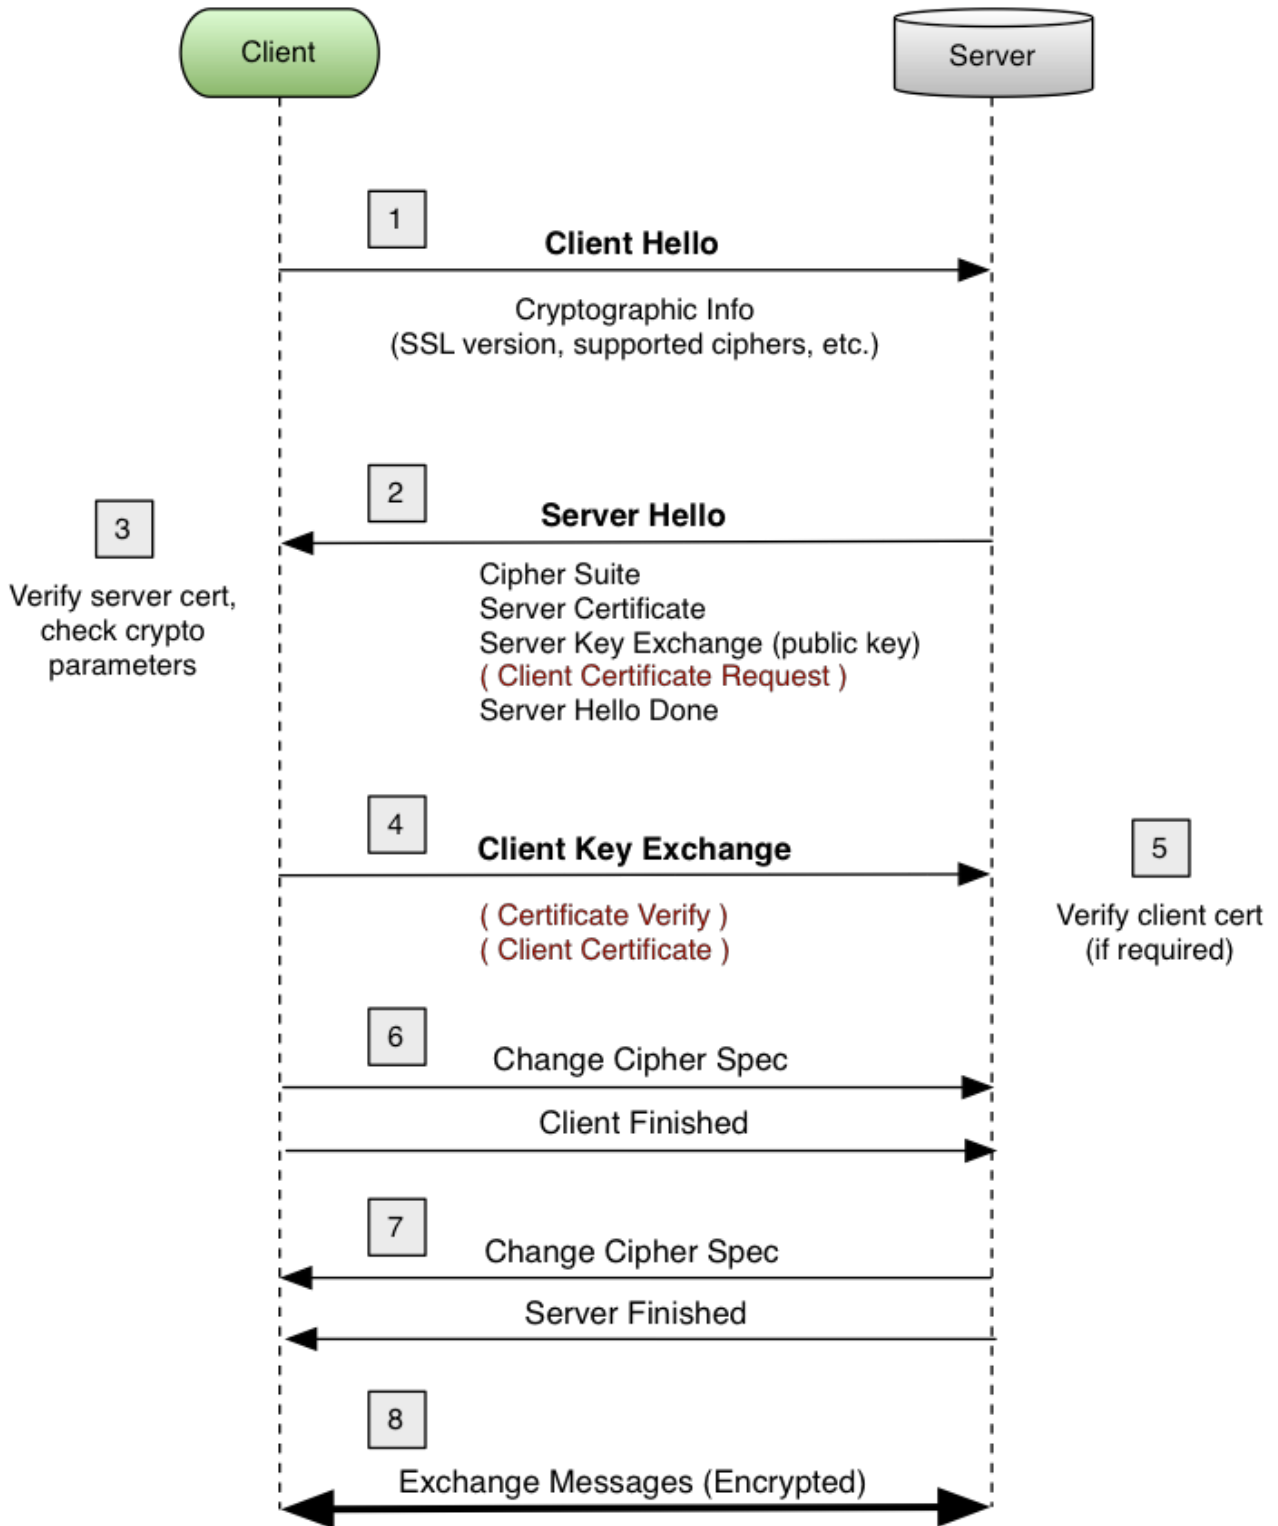 Client
Server
1
Client Hello
Cryptographic Info
(SSL version, supported ciphers, etc.)
2
Server Hello
3
Verify server cert,
check crypto
parameters
Cipher Suite
Server Certificate
Server Key Exchange (public key)
( Client Certificate Request )
Server Hello Done
4
Client Key Exchange
( Certificate Verify )
( Client Certificate )
5
Verify client cert
(if required)
6
Change Cipher Spec
Client Finished
7
Change Cipher Spec
Server Finished
8
Exchange Messages (Encrypted)